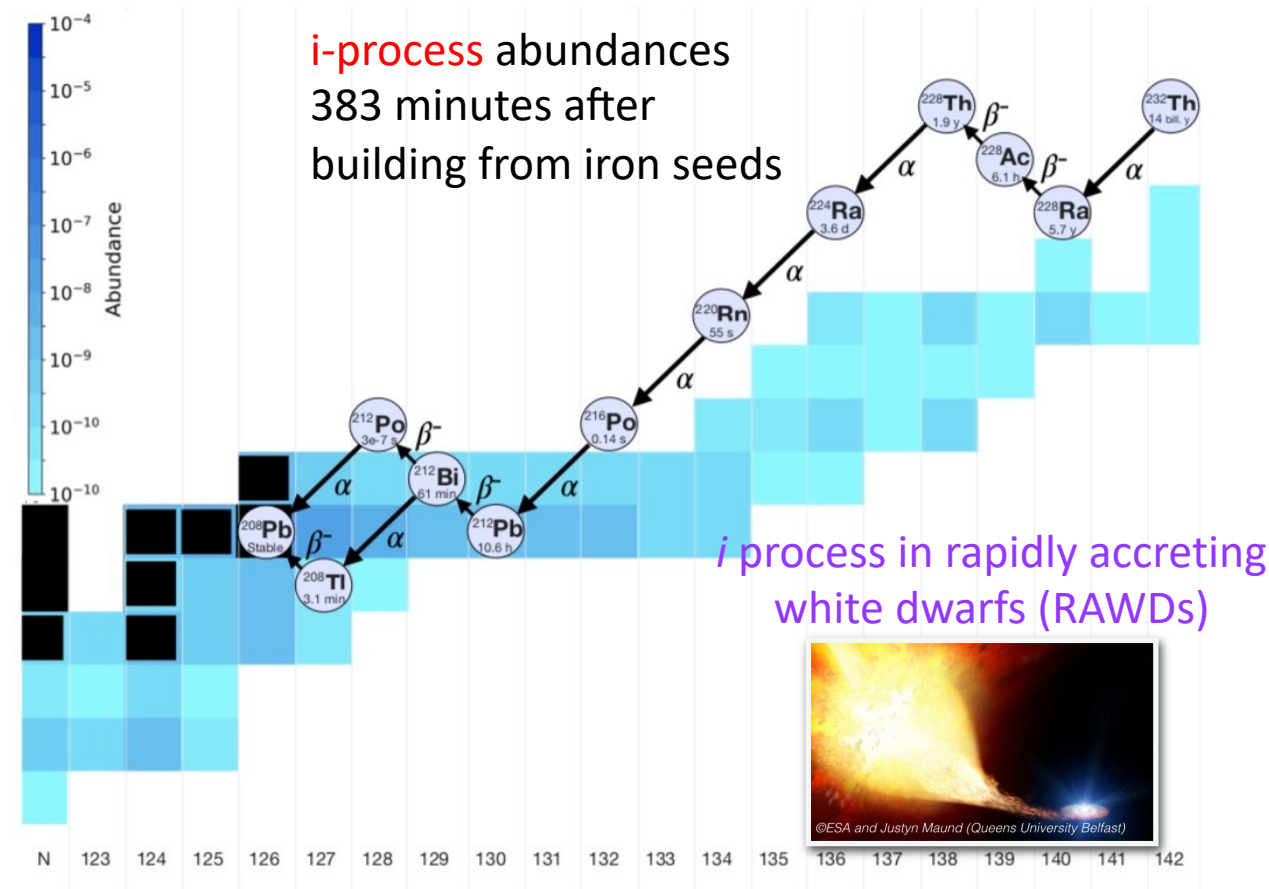 i-process abundances
383 minutes after
building from iron seeds
10⁻⁴
10⁻⁵
10⁻⁶
10⁻⁷
10⁻⁸
10⁻⁹
10⁻¹⁰
10⁻¹⁰
Abundance
²³²Th
14 bill. y
α
²²⁸Ra
5.7 y
β⁻
²²⁸Ac
6.1 h
β⁻
²²⁸Th
1.9 y
α
²²⁴Ra
3.6 d
α
²²⁰Rn
55 s
α
²¹⁶Po
0.14 s
α
²¹²Pb
10.6 h
β⁻
²¹²Bi
61 min
β⁻
²¹²Po
3e-7 s
α
α
²⁰⁸Tl
3.1 min
β⁻
²⁰⁸Pb
Stable
i process in rapidly accreting
white dwarfs (RAWDs)
©ESA and Justyn Maund (Queens University Belfast)
N 123 124 125 126 127 128 129 130 131 132 133 134 135 136 137 138 139 140 141 142